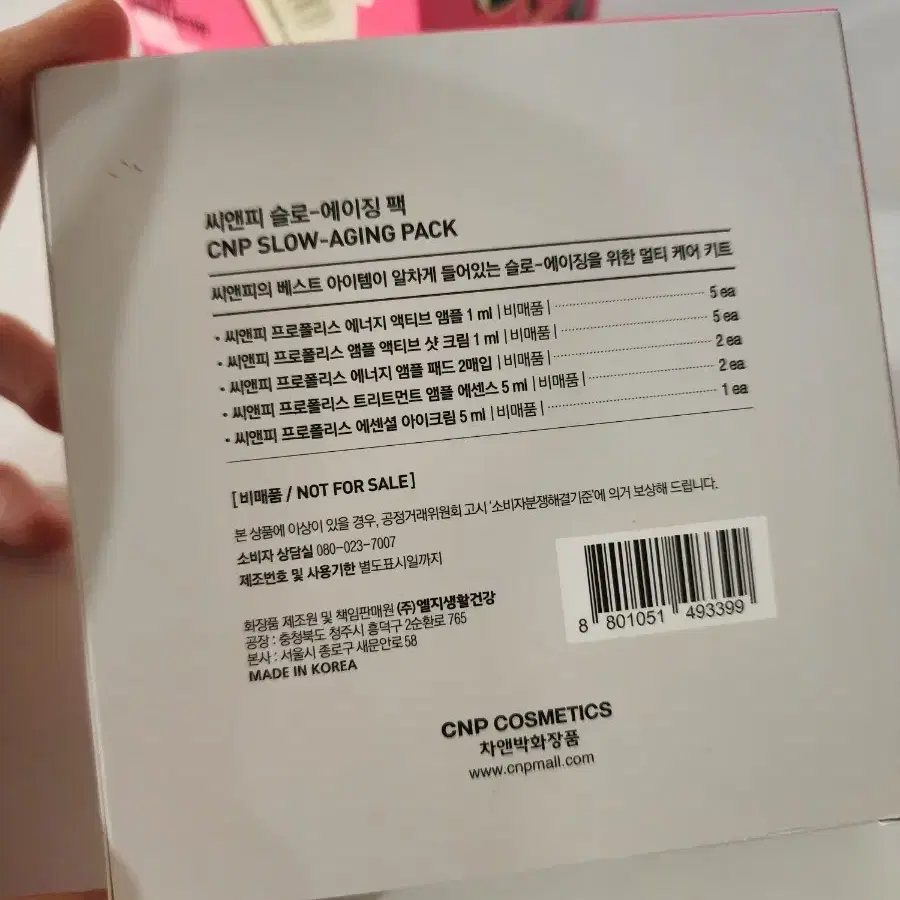 씨앤피 슬로-에이징 팩
CNP SLOW-AGING PACK
씨앤피의 베스트 아이템이 알차게 들어있는 슬로-에이징을 위한 멀티 케어 키트
· 씨앤피 프로폴리스 에너지 액티브 앰플 1 ml |비매품| 5 ea
· 씨앤피 프로폴리스 앰플 액티브 샷 크림 1 ml |비매품| 5 ea
· 씨앤피 프로폴리스 에너지 앰플 패드 2매입 |비매품| 2 ea
· 씨앤피 프로폴리스 트리트먼트 앰플 에센스 5 ml |비매품| 2 ea
· 씨앤피 프로폴리스 에센셜 아이크림 5 ml |비매품| 1 ea
[비매품 / NOT FOR SALE]
본 상품에 이상이 있을 경우, 공정거래위원회 고시 '소비자분쟁해결기준'에 의거 보상해 드립니다.
소비자 상담실 080-023-7007
제조번호 및 사용기한 별도표시일까지
화장품 제조원 및 책임판매원 (주)엘지생활건강
공장 : 충청북도 청주시 흥덕구 2순환로 765
본사 : 서울시 종로구 새문안로 58
MADE IN KOREA
8 801051 493399
CNP COSMETICS
차앤박화장품
www.cnpmall.com